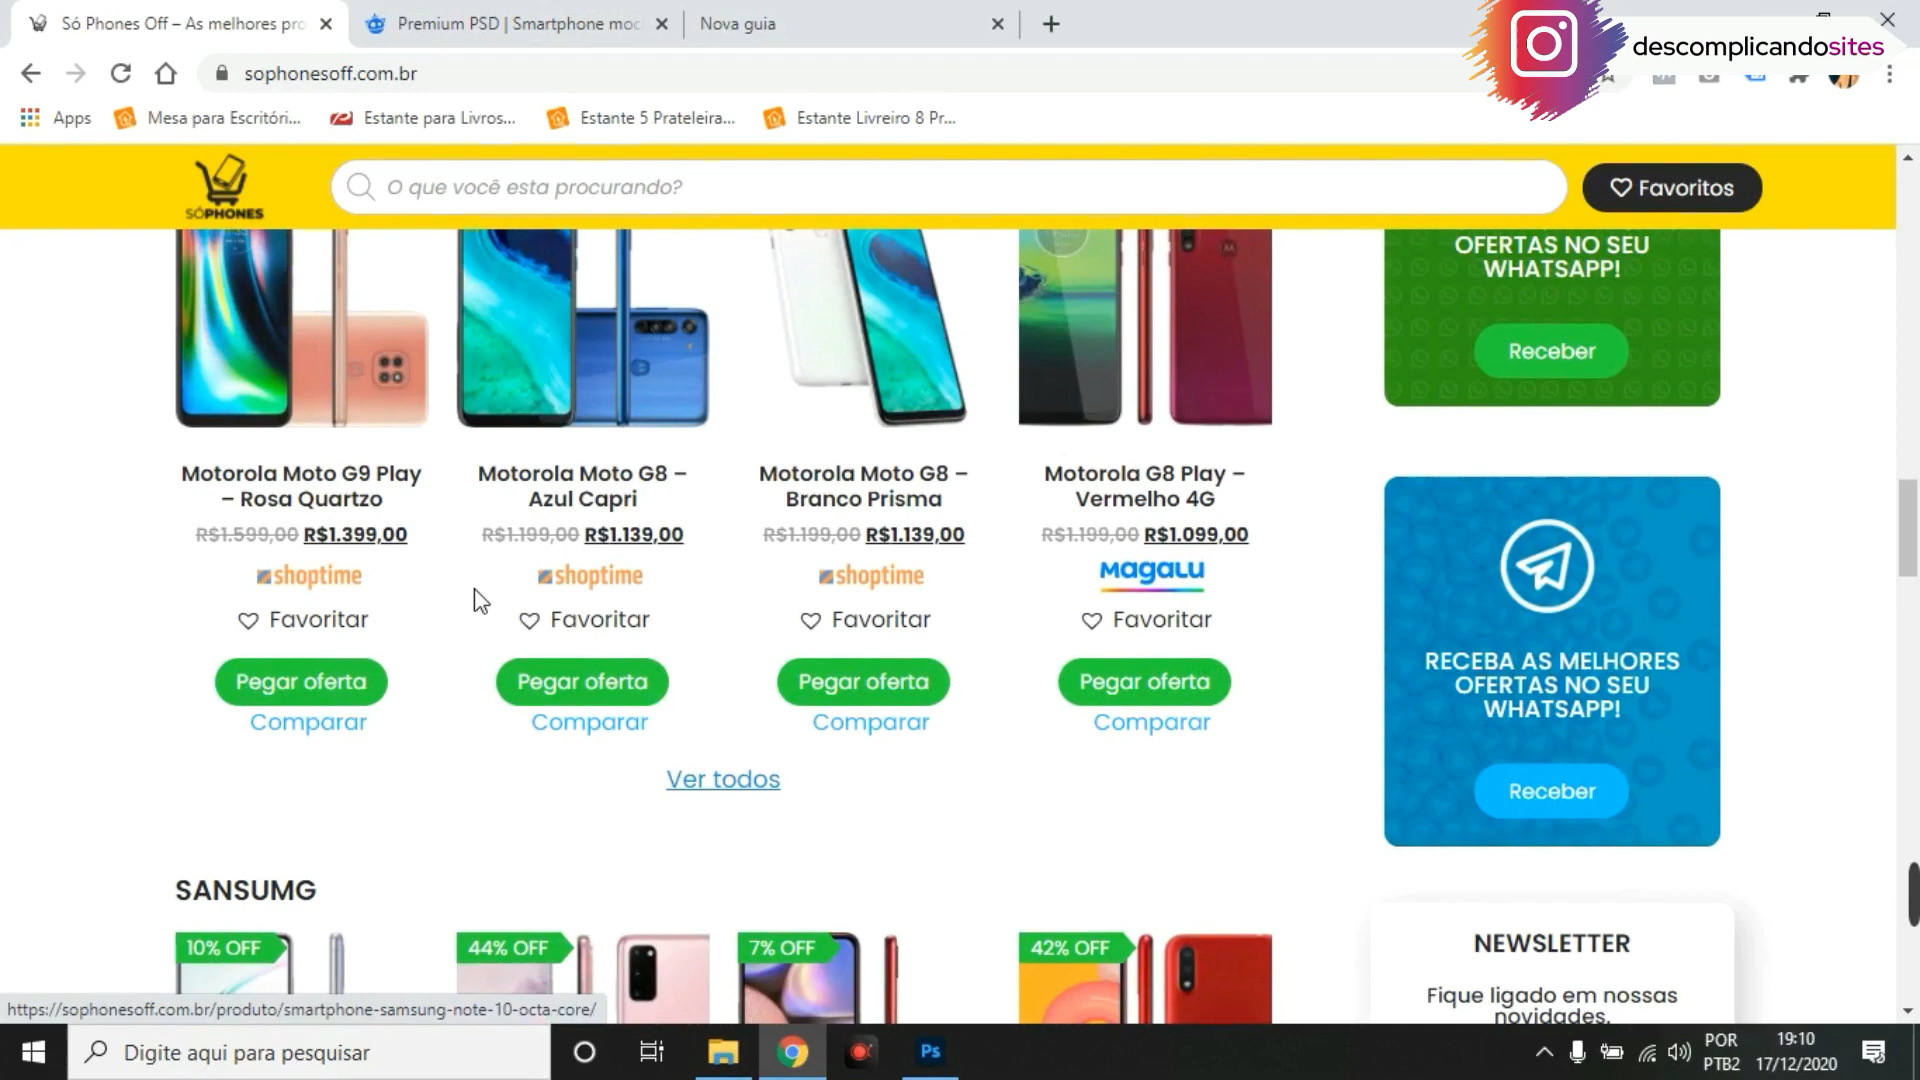 Só Phones Off – As melhores pro
Premium PSD | Smartphone moc
Nova guia
descomplicandosites
sophonesoff.com.br
Apps
Mesa para Escritóri...
Estante para Livros...
Estante 5 Prateleira...
Estante Livreiro 8 Pr...
SÓPHONES
O que você esta procurando?
Favoritos
OFERTAS NO SEU
WHATSAPP!
Receber
Motorola Moto G9 Play
– Rosa Quartzo
R$1.599,00 R$1.399,00
shoptime
Favoritar
Pegar oferta
Comparar
Motorola Moto G8 –
Azul Capri
R$1.199,00 R$1.139,00
shoptime
Favoritar
Pegar oferta
Comparar
Motorola Moto G8 –
Branco Prisma
R$1.199,00 R$1.139,00
shoptime
Favoritar
Pegar oferta
Comparar
Motorola G8 Play –
Vermelho 4G
R$1.199,00 R$1.099,00
MagaLu
Favoritar
Pegar oferta
Comparar
Ver todos
RECEBA AS MELHORES
OFERTAS NO SEU
WHATSAPP!
Receber
SANSUMG
10% OFF
44% OFF
7% OFF
42% OFF
NEWSLETTER
Fique ligado em nossas
novidades.
https://sophonesoff.com.br/produto/smartphone-samsung-note-10-octa-core/
Digite aqui para pesquisar
Ps
POR
PTB2
19:10
17/12/2020